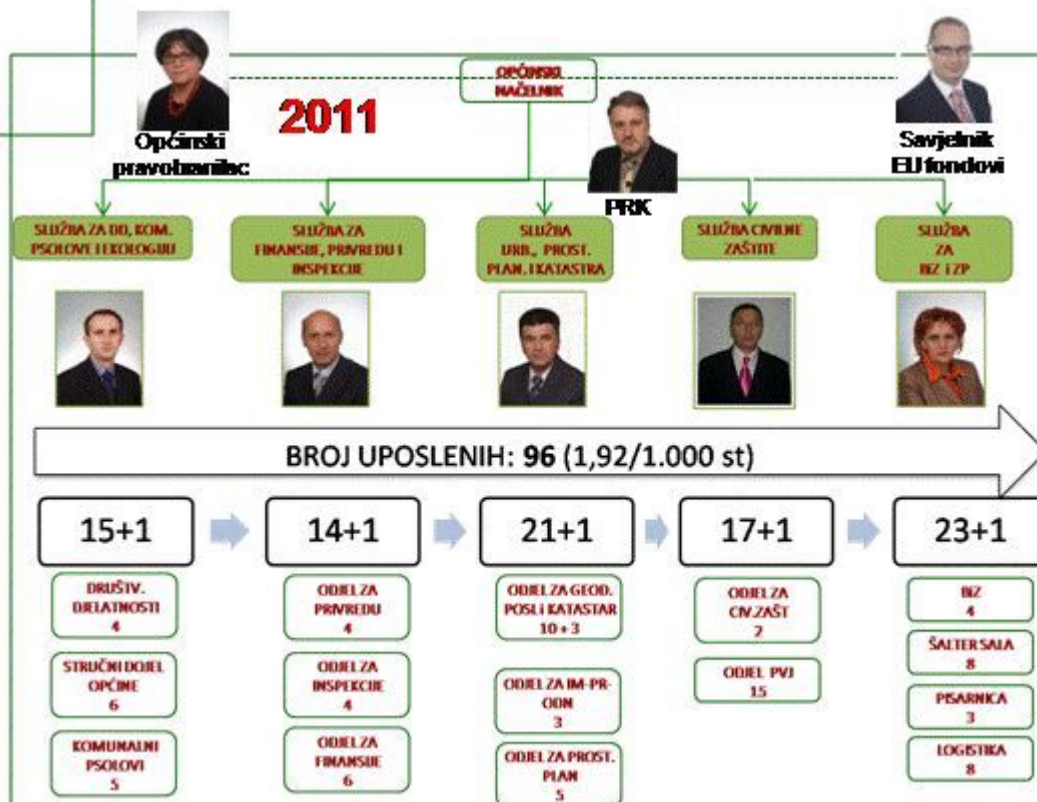 OPĆINSKI
NAČELNIK
2011
Općinski
pravobranilac
PRK
Savjetnik
EU fondovi
SLUŽBA ZA DD, KOM.
PSOLOVE I EKOLOGIJU
SLUŽBA ZA
FINANSIJE, PRIVREDU I
INSPEKCIJE
SLUŽBA
URB., PROST.
PLAN. I KATASTRA
SLUŽBA CIVILNE
ZAŠTITE
SLUŽBA
ZA
BIZ i ZP
BROJ UPOSLENIH: 96 (1,92/1.000 st)
15+1
14+1
21+1
17+1
23+1
DRUŠTV.
DJELATNOSTI
4
STRUČNI DOJEL
OPĆINE
6
KOMUNALNI
PSOLOVI
5
ODJEL ZA
PRIVREDU
4
ODJEL ZA
INSPEKCIJE
4
ODJEL ZA
FINANSIJE
6
ODJEL ZA GEOD.
POSL i KATASTAR
10 + 3
ODJEL ZA IM-PR-
ODN
3
ODJEL ZA PROST.
PLAN
5
ODJEL ZA
CIV.ZAŠT
2
ODJEL PVJ
15
BIZ
4
ŠALTER SALA
8
PISARNICA
3
LOGISTIKA
8